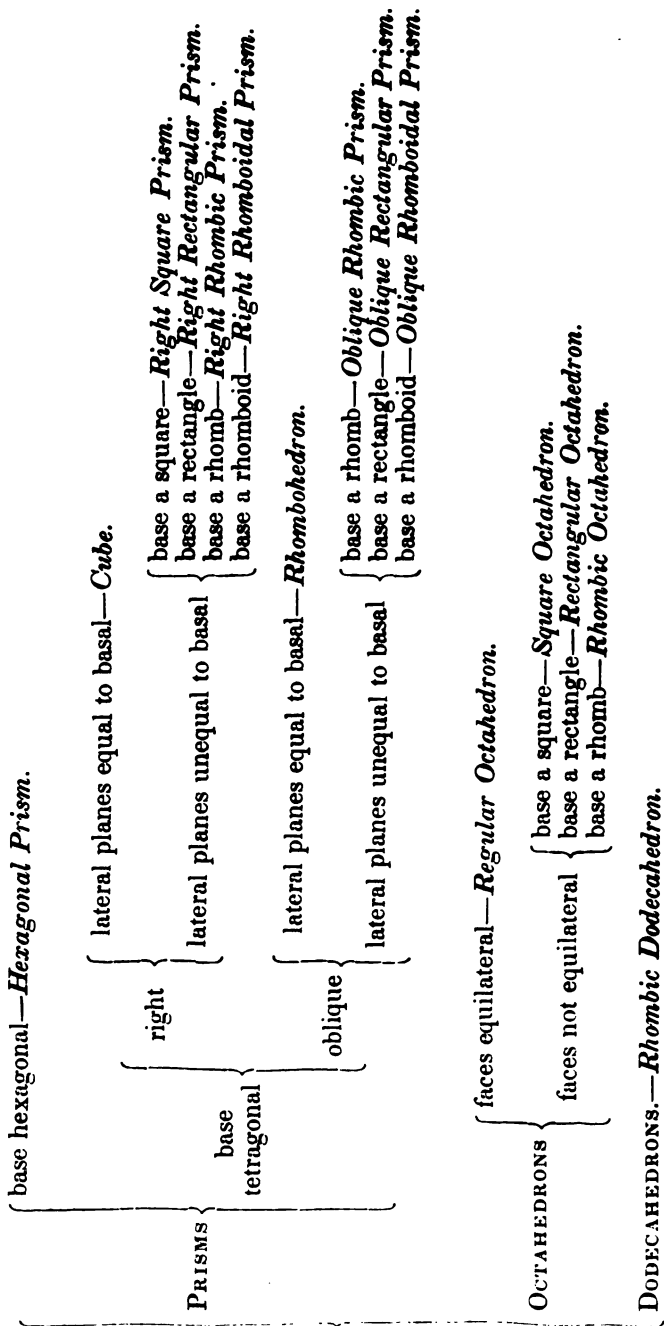 base hexagonal—Hexagonal Prism.
PRISMS
base
tetragonal
right
lateral planes equal to basal—Cube.
lateral planes unequal to basal
base a square—Right Square Prism.
base a rectangle—Right Rectangular Prism.
base a rhomb—Right Rhombic Prism.
base a rhomboid—Right Rhomboidal Prism.
oblique
lateral planes equal to basal—Rhombohedron.
lateral planes unequal to basal
base a rhomb—Oblique Rhombic Prism.
base a rectangle—Oblique Rectangular Prism.
base a rhomboid—Oblique Rhomboidal Prism.
OCTAHEDRONS
faces equilateral—Regular Octahedron.
faces not equilateral
base a square—Square Octahedron.
base a rectangle—Rectangular Octahedron.
base a rhomb—Rhombic Octahedron.
DODECAHEDRONS.—Rhombic Dodecahedron.